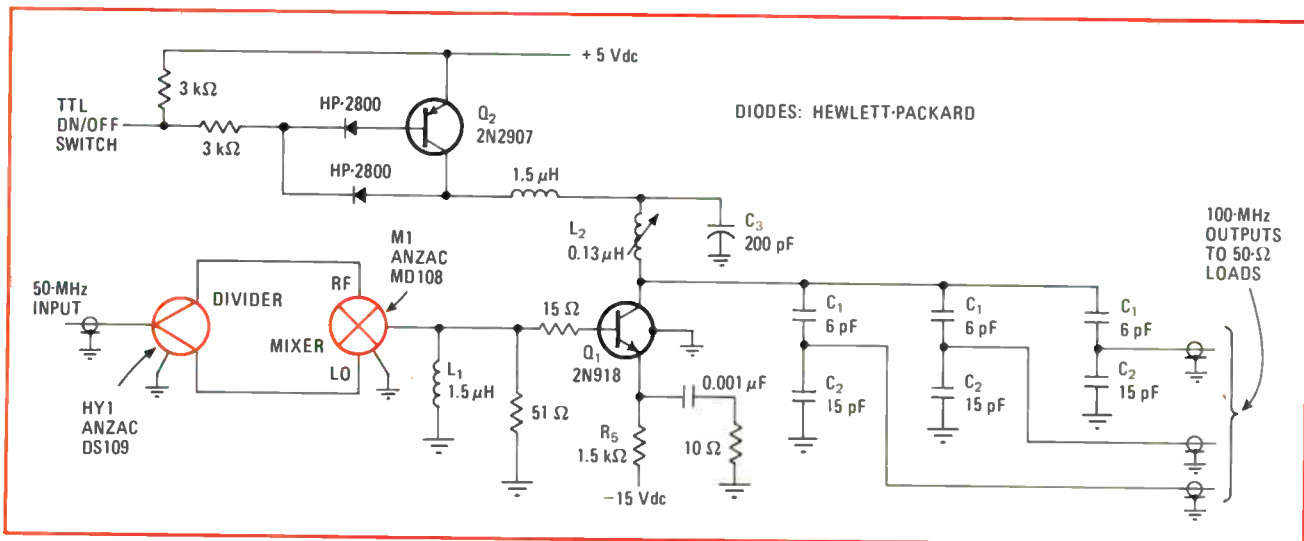 + 5 Vdc
3 kΩ
TTL
ON/OFF
SWITCH
3 kΩ
HP-2800
Q2
2N2907
HP-2800
DIODES: HEWLETT-PACKARD
1.5 μH
L2
0.13 μH
C3
200 pF
100-MHz
OUTPUTS
TO 50-Ω
LOADS
M1
ANZAC
MD108
50-MHz
INPUT
DIVIDER
RF
MIXER
LO
HY1
ANZAC
DS109
L1
1.5 μH
51 Ω
15 Ω
Q1
2N918
0.001 μF
R5
1.5 kΩ
10 Ω
−15 Vdc
C1
6 pF
C2
15 pF
C1
6 pF
C2
15 pF
C1
6 pF
C2
15 pF